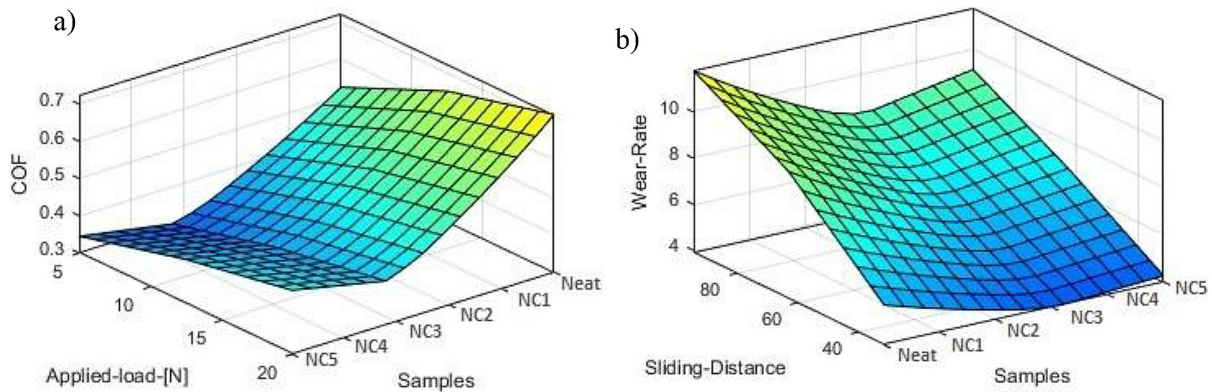 a)
0.7
0.6
0.5
0.4
0.3
COF
5
10
15
20
Applied-load-[N]
NC5
NC4
NC3
NC2
NC1
Neat
Samples
b)
10
8
6
4
Wear-Rate
80
60
40
Sliding-Distance
Neat
NC1
NC2
NC3
NC4
NC5
Samples